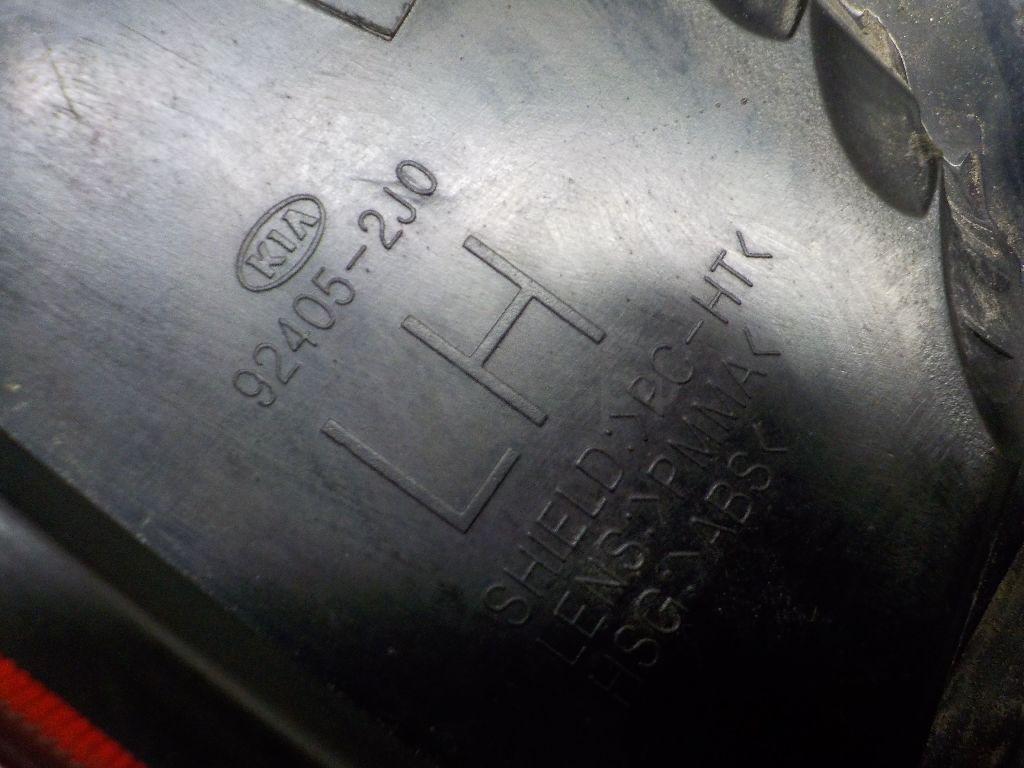 KIA
92405-2J0
LH
SHIELD:>PC-HT<
LENS:>PMMA<
HSG:>ABS<